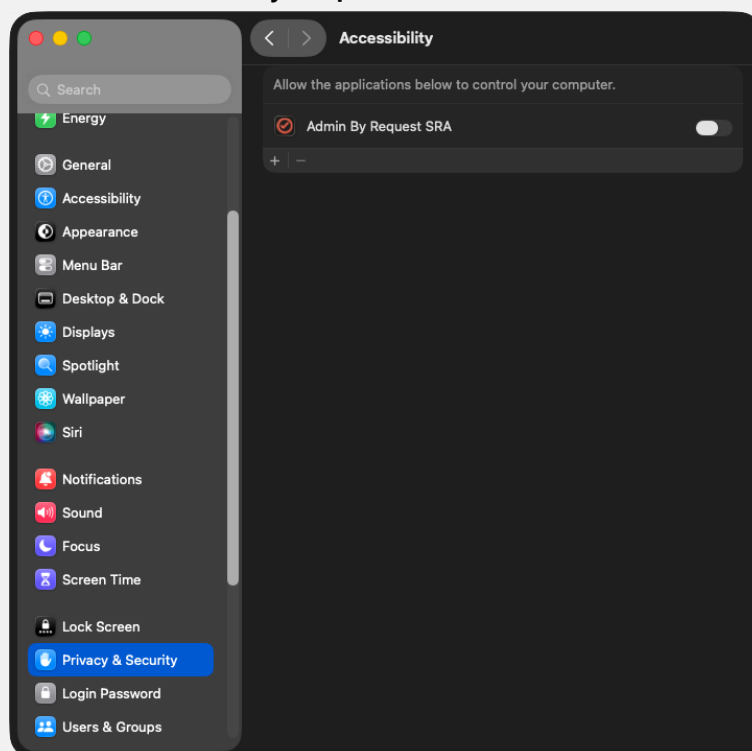 Accessibility
Search
Allow the applications below to control your computer.
Energy
Admin By Request SRA
General
Accessibility
Appearance
Menu Bar
Desktop & Dock
Displays
Spotlight
Wallpaper
Siri
Notifications
Sound
Focus
Screen Time
Lock Screen
Privacy & Security
Login Password
Users & Groups